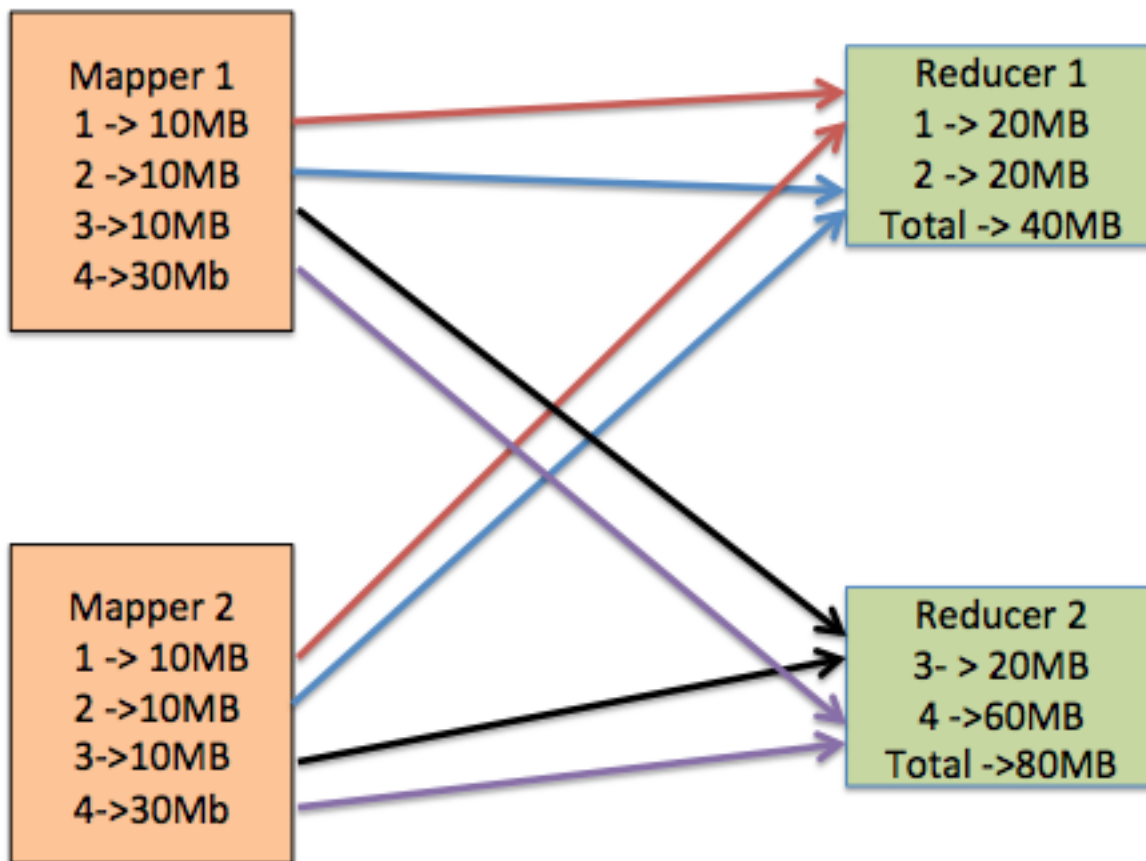 Mapper 1
1 -> 10MB
2 ->10MB
3->10MB
4->30Mb
Reducer 1
1 -> 20MB
2 -> 20MB
Total -> 40MB
Mapper 2
1 -> 10MB
2 ->10MB
3->10MB
4->30Mb
Reducer 2
3- > 20MB
4 ->60MB
Total ->80MB